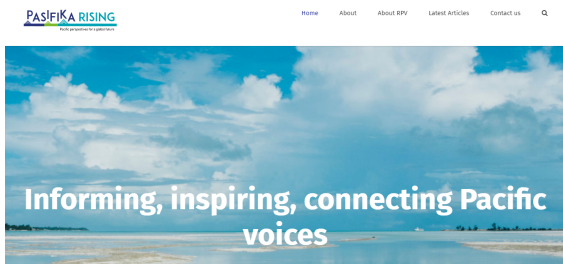 PASIFIKA RISING
Pacific perspectives for a global future
Home About About RPV Latest Articles Contact us
Informing, inspiring, connecting Pacific
voices